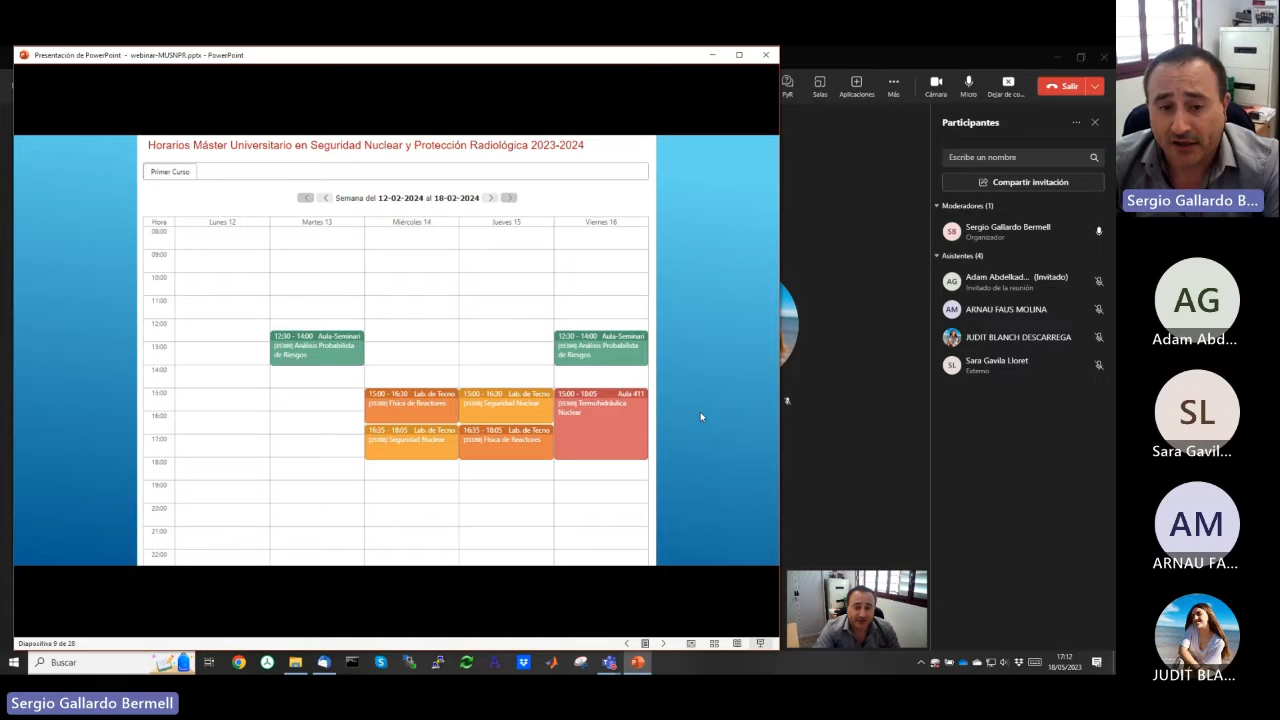 Presentación de PowerPoint - webinar-MUSNPR.pptx - PowerPoint
Horarios Máster Universitario en Seguridad Nuclear y Protección Radiológica 2023-2024
Primer Curso
Semana del 12-02-2024 al 18-02-2024
Hora Lunes 12 Martes 13 Miércoles 14 Jueves 15 Viernes 16
08:00
09:00
10:00
11:00
12:00
13:00
14:00
15:00
16:00
17:00
18:00
19:00
20:00
21:00
22:00
12:30 - 14:00 Aula-Seminari
Análisis Probabilista
de Riesgos
15:00 - 16:30 Lab. de Tecno
Física de Reactores
16:35 - 18:05 Lab. de Tecno
Seguridad Nuclear
15:00 - 16:30 Lab. de Tecno
Seguridad Nuclear
16:35 - 18:05 Lab. de Tecno
Física de Reactores
12:30 - 14:00 Aula-Seminari
Análisis Probabilista
de Riesgos
15:00 - 18:05 Aula 411
Termohidráulica
Nuclear
Diapositiva 9 de 28
PyR Salas Aplicaciones Más Cámara Micro Dejar de co... Salir
Participantes
Escribe un nombre
Compartir invitación
Moderadores (1)
SB Sergio Gallardo Bermell
Organizador
Asistentes (4)
AG Adam Abdelkad... (Invitado)
Invitado de la reunión
AM ARNAU FAUS MOLINA
JUDIT BLANCH DESCARREGA
SL Sara Gavila Lloret
Externo
Buscar
17:12
18/05/2023
Sergio Gallardo Bermell
Sergio Gallardo B...
AG
Adam Abd...
SL
Sara Gavil...
AM
ARNAU FA...
JUDIT BLA...